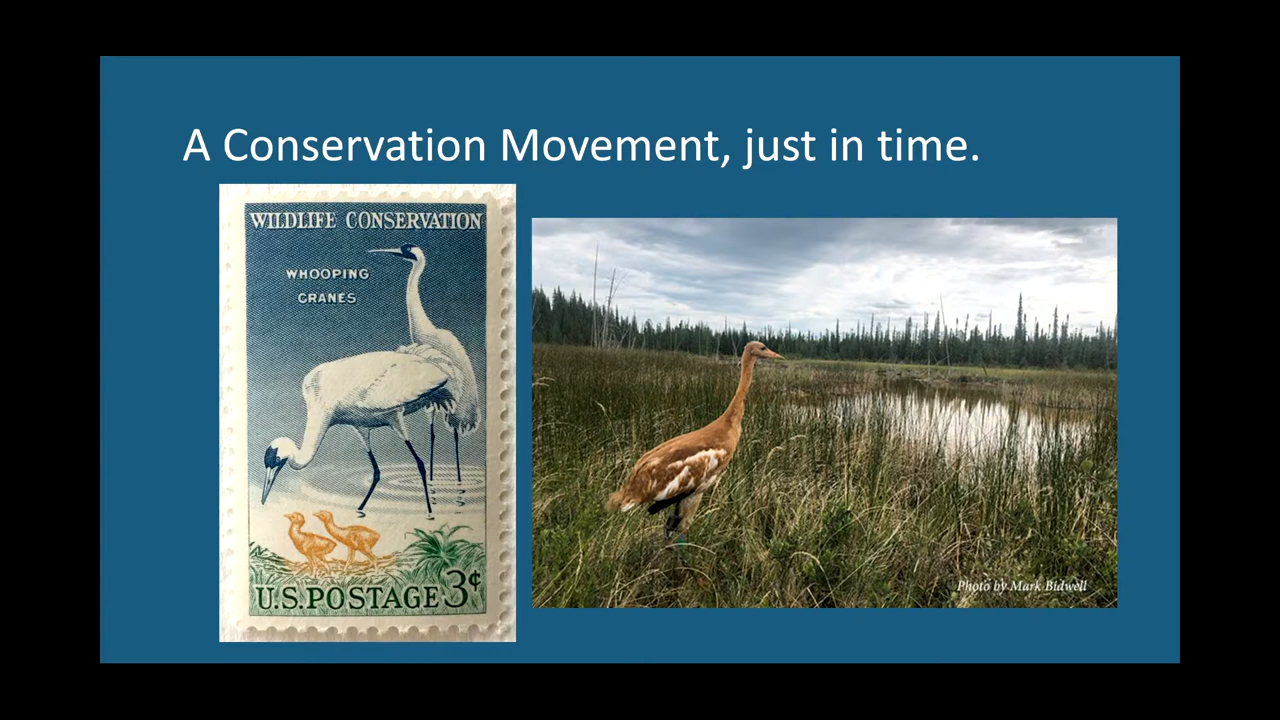 A Conservation Movement, just in time.
WILDLIFE CONSERVATION
WHOOPING
CRANES
U.S.POSTAGE 3¢
Photo by Mark Bidwell